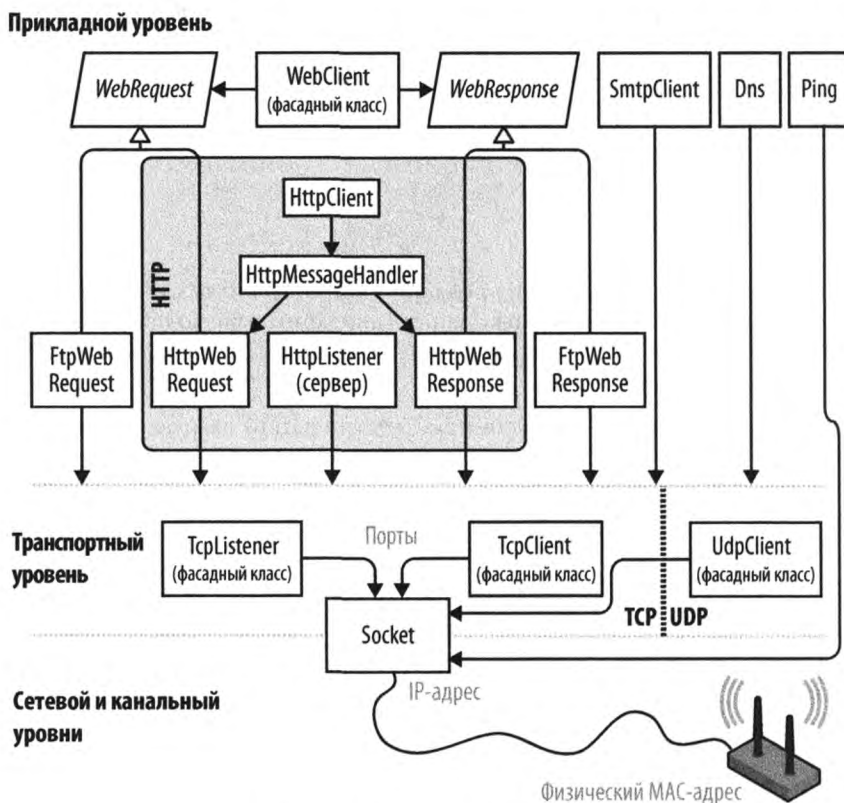 Прикладной уровень
WebRequest
WebClient
(фасадный класс)
WebResponse
SmtpClient
Dns
Ping
HttpClient
HTTP
HttpMessageHandler
FtpWeb
Request
HttpWeb
Request
HttpListener
(сервер)
HttpWeb
Response
FtpWeb
Response
Транспортный
уровень
TcpListener
(фасадный класс)
Порты
TcpClient
(фасадный класс)
UdpClient
(фасадный класс)
TCP
UDP
Socket
IP-адрес
Сетевой и канальный
уровни
Физический MAC-адрес